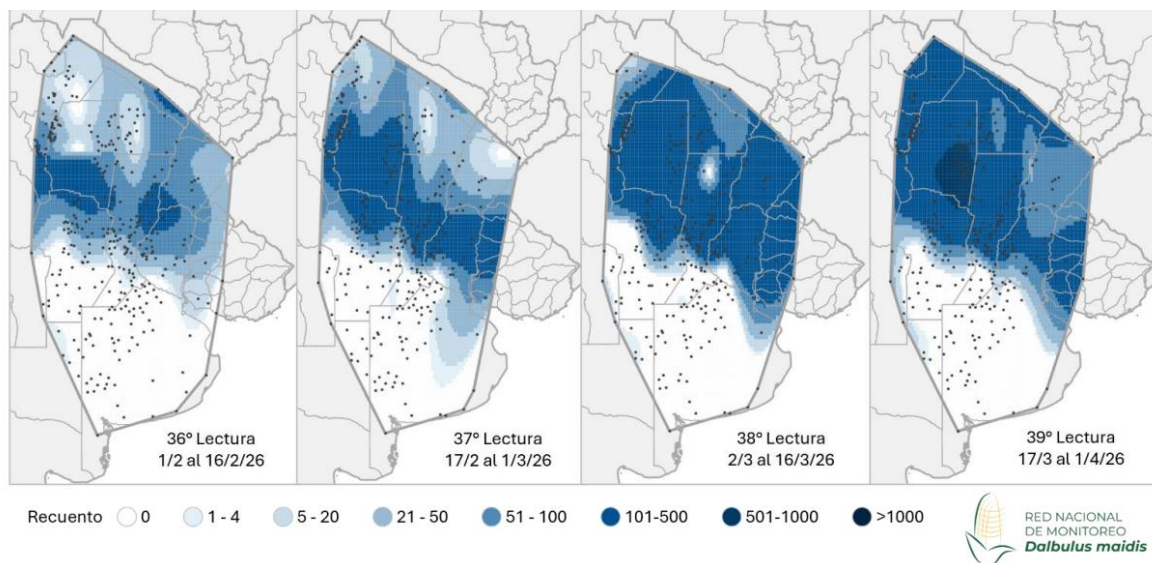 36º Lectura
1/2 al 16/2/26
37º Lectura
17/2 al 1/3/26
38º Lectura
2/3 al 16/3/26
39º Lectura
17/3 al 1/4/26
Recuento 0 1 - 4 5 - 20 21 - 50 51 - 100 101-500 501-1000 >1000
RED NACIONAL
DE MONITOREO
Dalbulus maidis